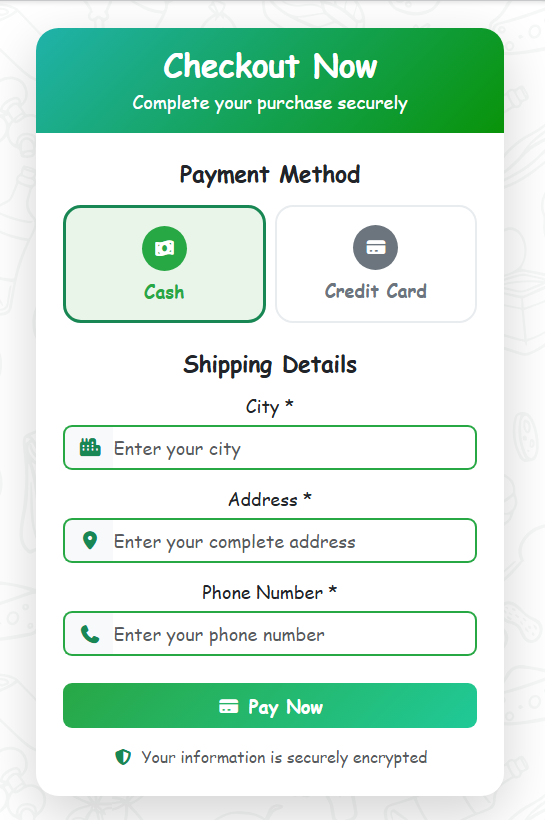 Checkout Now
Complete your purchase securely
Payment Method
Cash
Credit Card
Shipping Details
City *
Enter your city
Address *
Enter your complete address
Phone Number *
Enter your phone number
Pay Now
Your information is securely encrypted